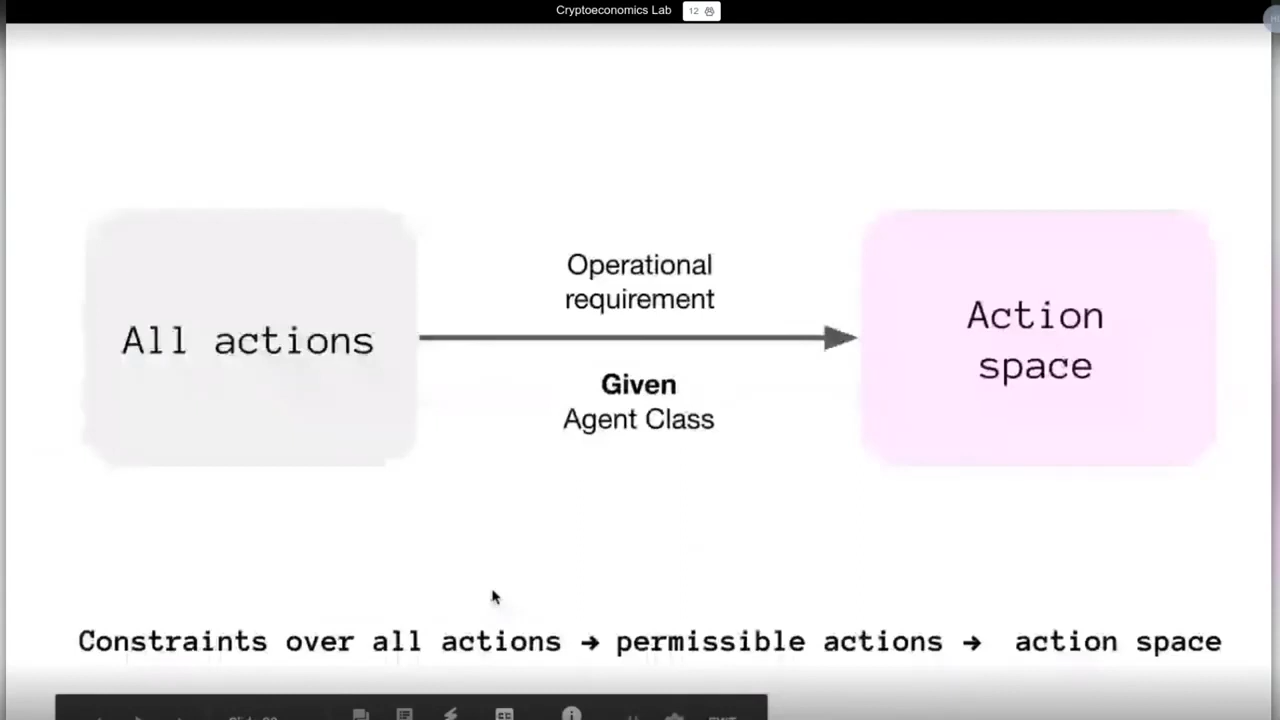 Cryptoeconomics Lab 12
Operational
requirement
All actions
Action
space
Given
Agent Class
Constraints over all actions → permissible actions → action space